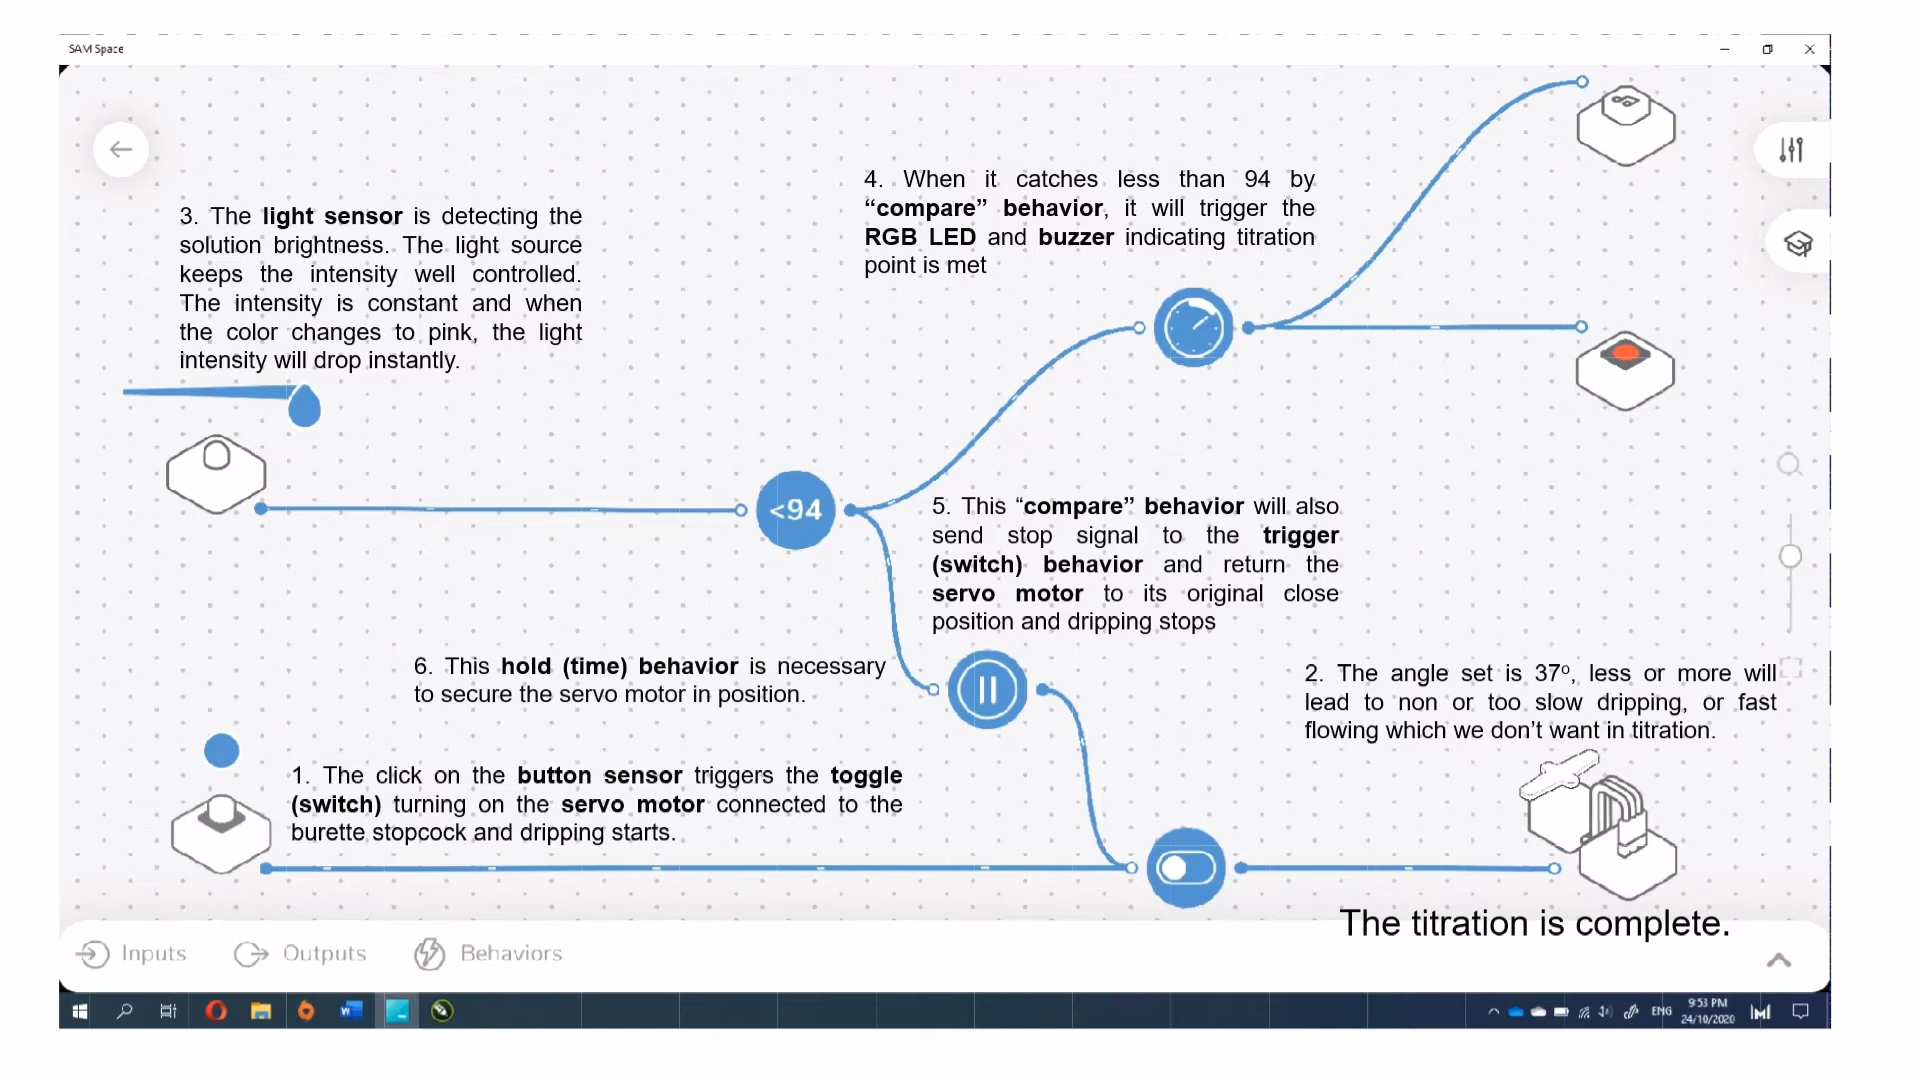 SAM Space
4. When it catches less than 94 by
“compare” behavior, it will trigger the
RGB LED and buzzer indicating titration
point is met
3. The light sensor is detecting the
solution brightness. The light source
keeps the intensity well controlled.
The intensity is constant and when
the color changes to pink, the light
intensity will drop instantly.
<94
5. This “compare” behavior will also
send stop signal to the trigger
(switch) behavior and return the
servo motor to its original close
position and dripping stops
6. This hold (time) behavior is necessary
to secure the servo motor in position.
2. The angle set is 37º, less or more will
lead to non or too slow dripping, or fast
flowing which we don’t want in titration.
1. The click on the button sensor triggers the toggle
(switch) turning on the servo motor connected to the
burette stopcock and dripping starts.
The titration is complete.
Inputs
Outputs
Behaviors
ENG
9:53 PM
24/10/2020